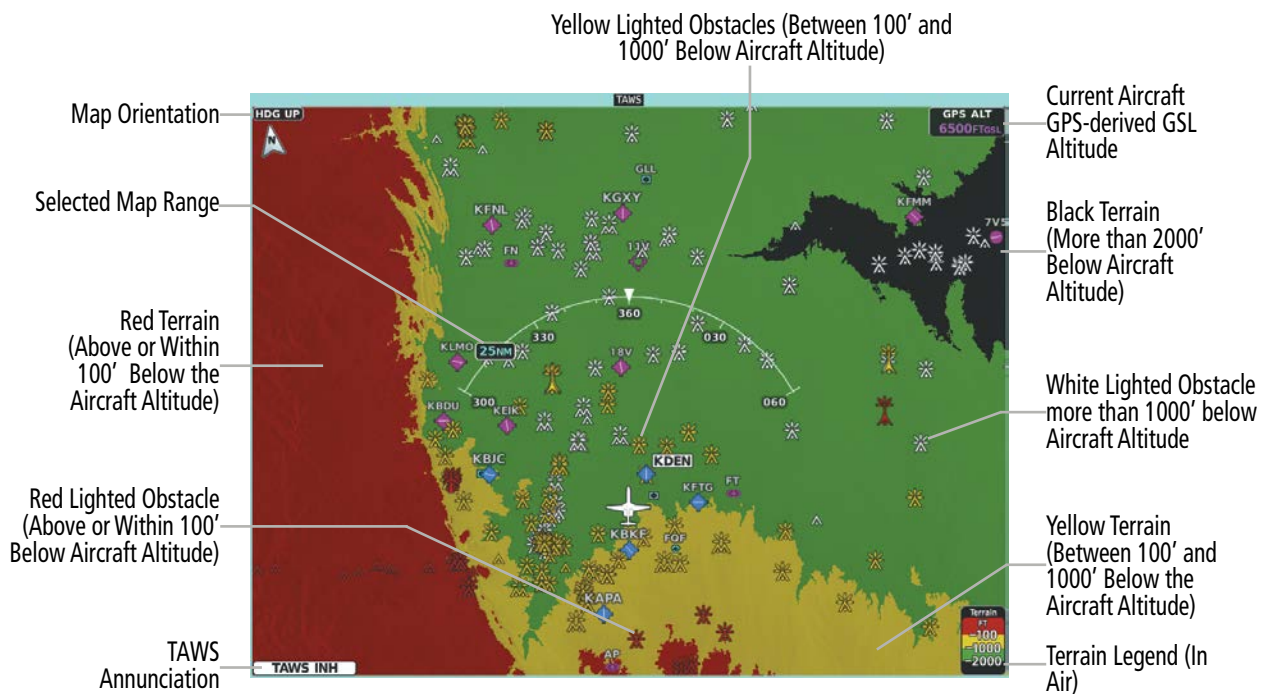 Yellow Lighted Obstacles (Between 100' and
1000' Below Aircraft Altitude)
Map Orientation
Selected Map Range
Red Terrain
(Above or Within
100' Below the
Aircraft Altitude)
Red Lighted Obstacle
(Above or Within 100'
Below Aircraft Altitude)
TAWS
Annunciation
TAWS
HDG UP
N
GPS ALT
6500FTGSL
GLL
KGXY
KFNL
KFMM
7V5
11V
FN
360
330
030
25NM
KLMO
18V
300
060
KBDU
KEIK
KBJC
KDEN
KFTG
FT
KBKF
FQF
KAPA
AP
TAWS INH
Terrain
FT
-100
-1000
-2000
Current Aircraft
GPS-derived GSL
Altitude
Black Terrain
(More than 2000'
Below Aircraft
Altitude)
White Lighted Obstacle
more than 1000' below
Aircraft Altitude
Yellow Terrain
(Between 100' and
1000' Below the
Aircraft Altitude)
Terrain Legend (In
Air)